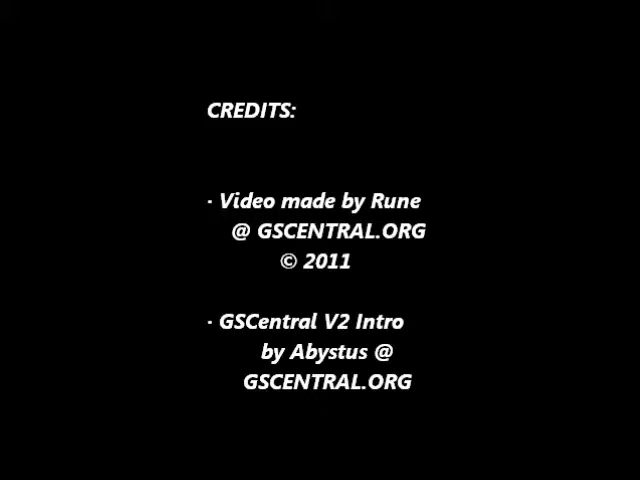 CREDITS:
· Video made by Rune
@ GSCENTRAL.ORG
© 2011
· GSCentral V2 Intro
by Abystus @
GSCENTRAL.ORG